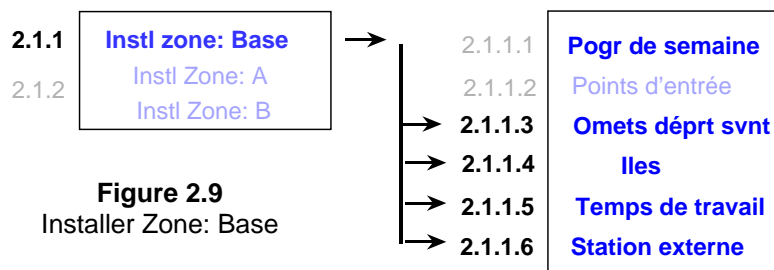 2.1.1 Instl zone: Base
2.1.2 Instl Zone: A
Instl Zone: B
Figure 2.9
Installer Zone: Base
2.1.1.1 Pogr de semaine
2.1.1.2 Points d'entrée
2.1.1.3 Omets déprt svnt
2.1.1.4 Iles
2.1.1.5 Temps de travail
2.1.1.6 Station externe